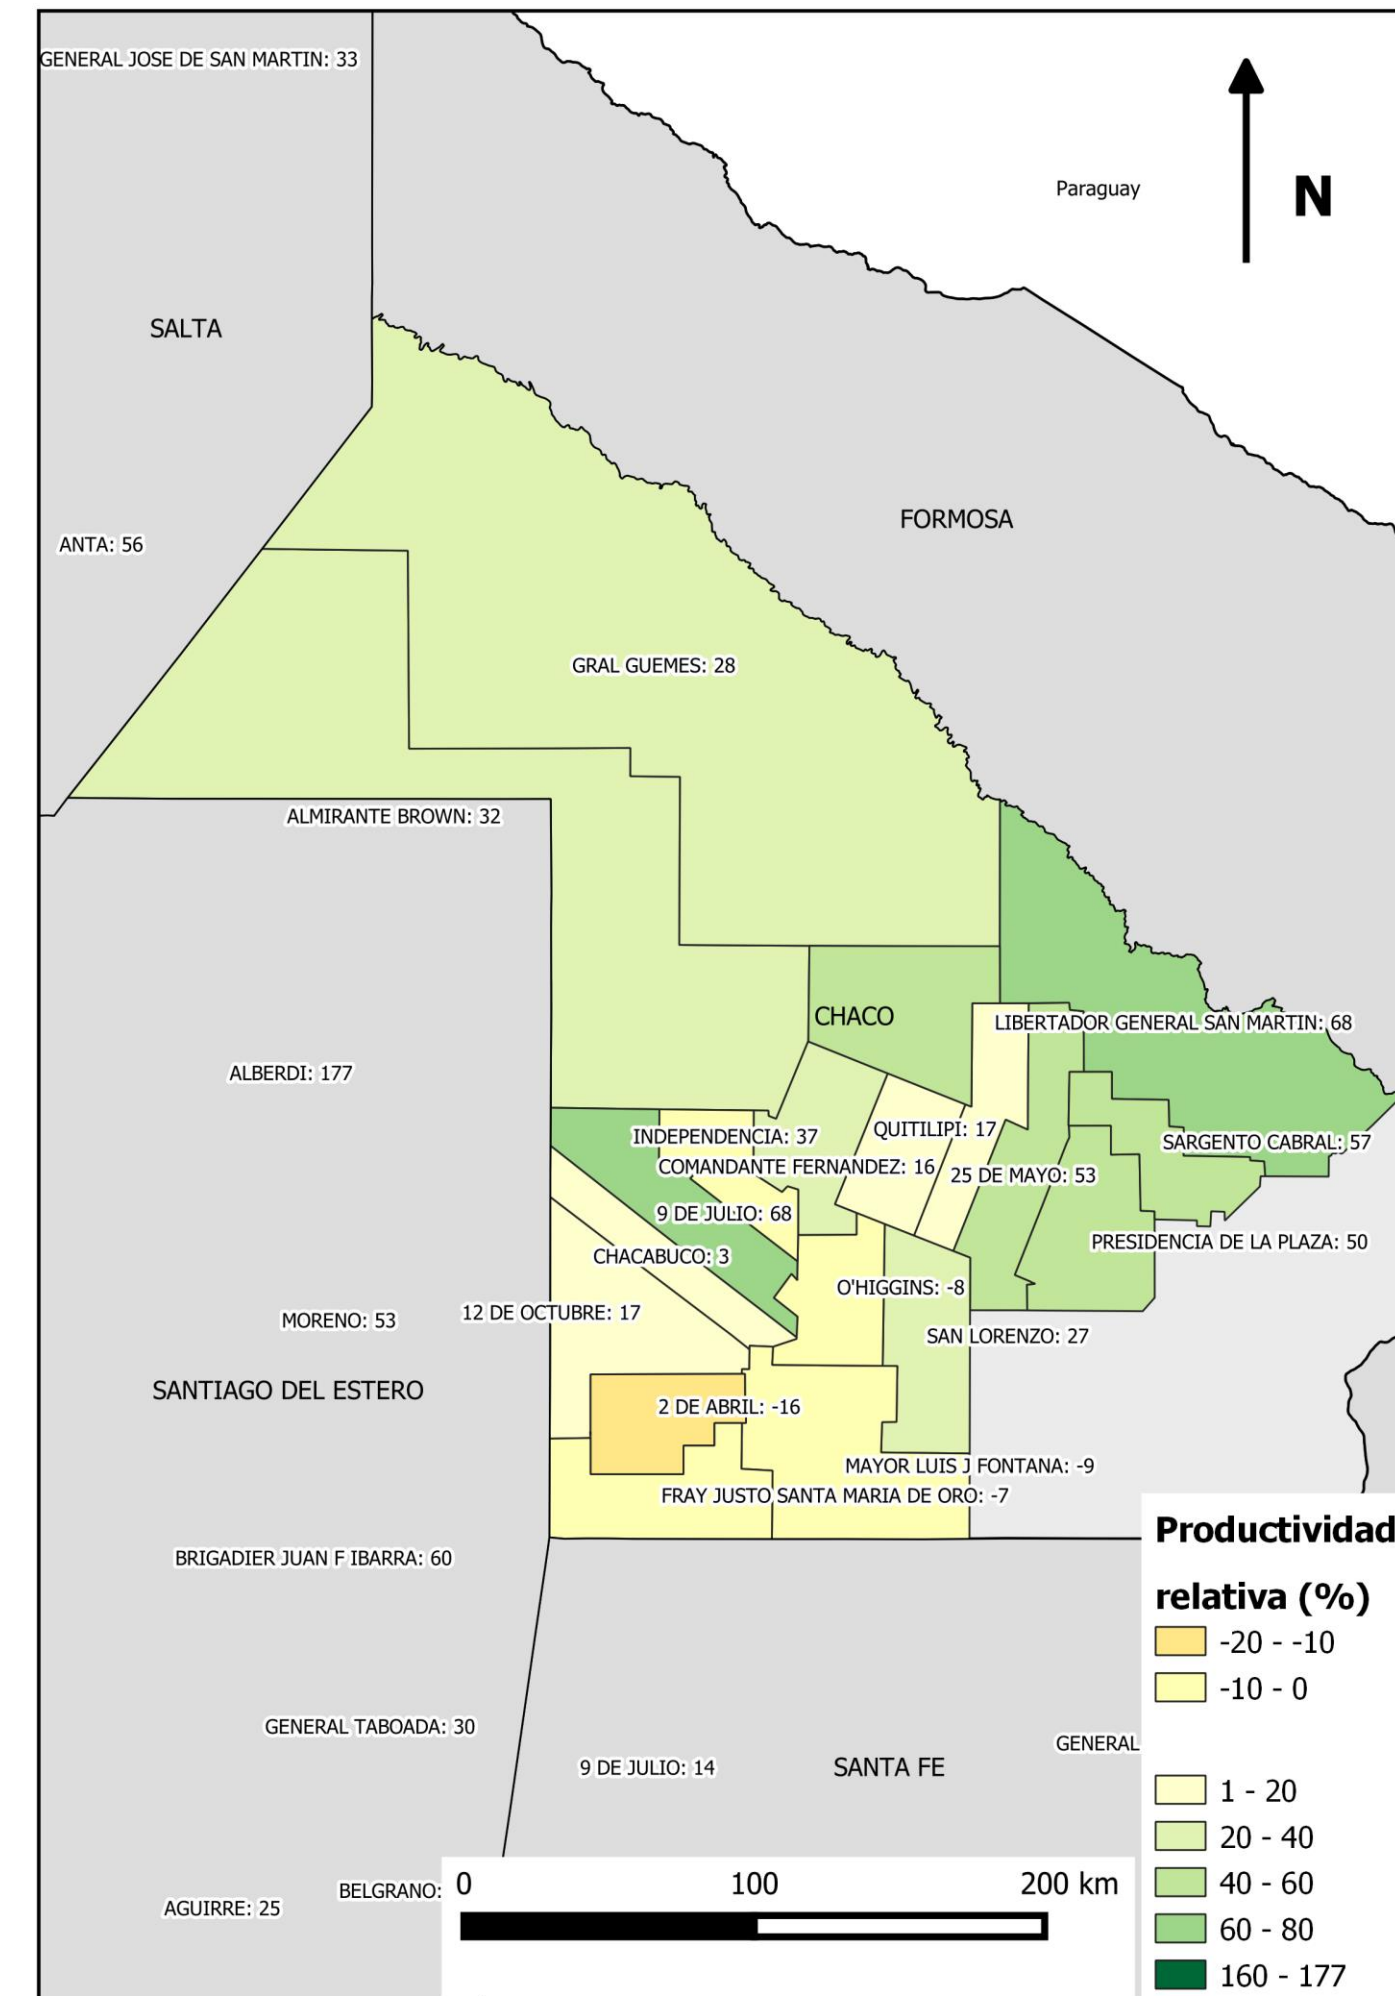 GENERAL JOSE DE SAN MARTIN: 33
Paraguay
N
SALTA
FORMOSA
ANTA: 56
GRAL GUEMES: 28
ALMIRANTE BROWN: 32
CHACO
LIBERTADOR GENERAL SAN MARTIN: 68
ALBERDI: 177
QUITILIPI: 17
INDEPENDENCIA: 37
SARGENTO CABRAL: 57
COMANDANTE FERNANDEZ: 16
25 DE MAYO: 53
9 DE JULIO: 68
PRESIDENCIA DE LA PLAZA: 50
CHACABUCO: 3
O'HIGGINS: -8
12 DE OCTUBRE: 17
MORENO: 53
SAN LORENZO: 27
SANTIAGO DEL ESTERO
2 DE ABRIL: -16
MAYOR LUIS J FONTANA: -9
FRAY JUSTO SANTA MARIA DE ORO: -7
BRIGADIER JUAN F IBARRA: 60
GENERAL TABOADA: 30
GENERAL
9 DE JULIO: 14
SANTA FE
BELGRANO:
AGUIRRE: 25
0 100 200 km
Productividad
relativa (%)
-20 - -10
-10 - 0
1 - 20
20 - 40
40 - 60
60 - 80
160 - 177